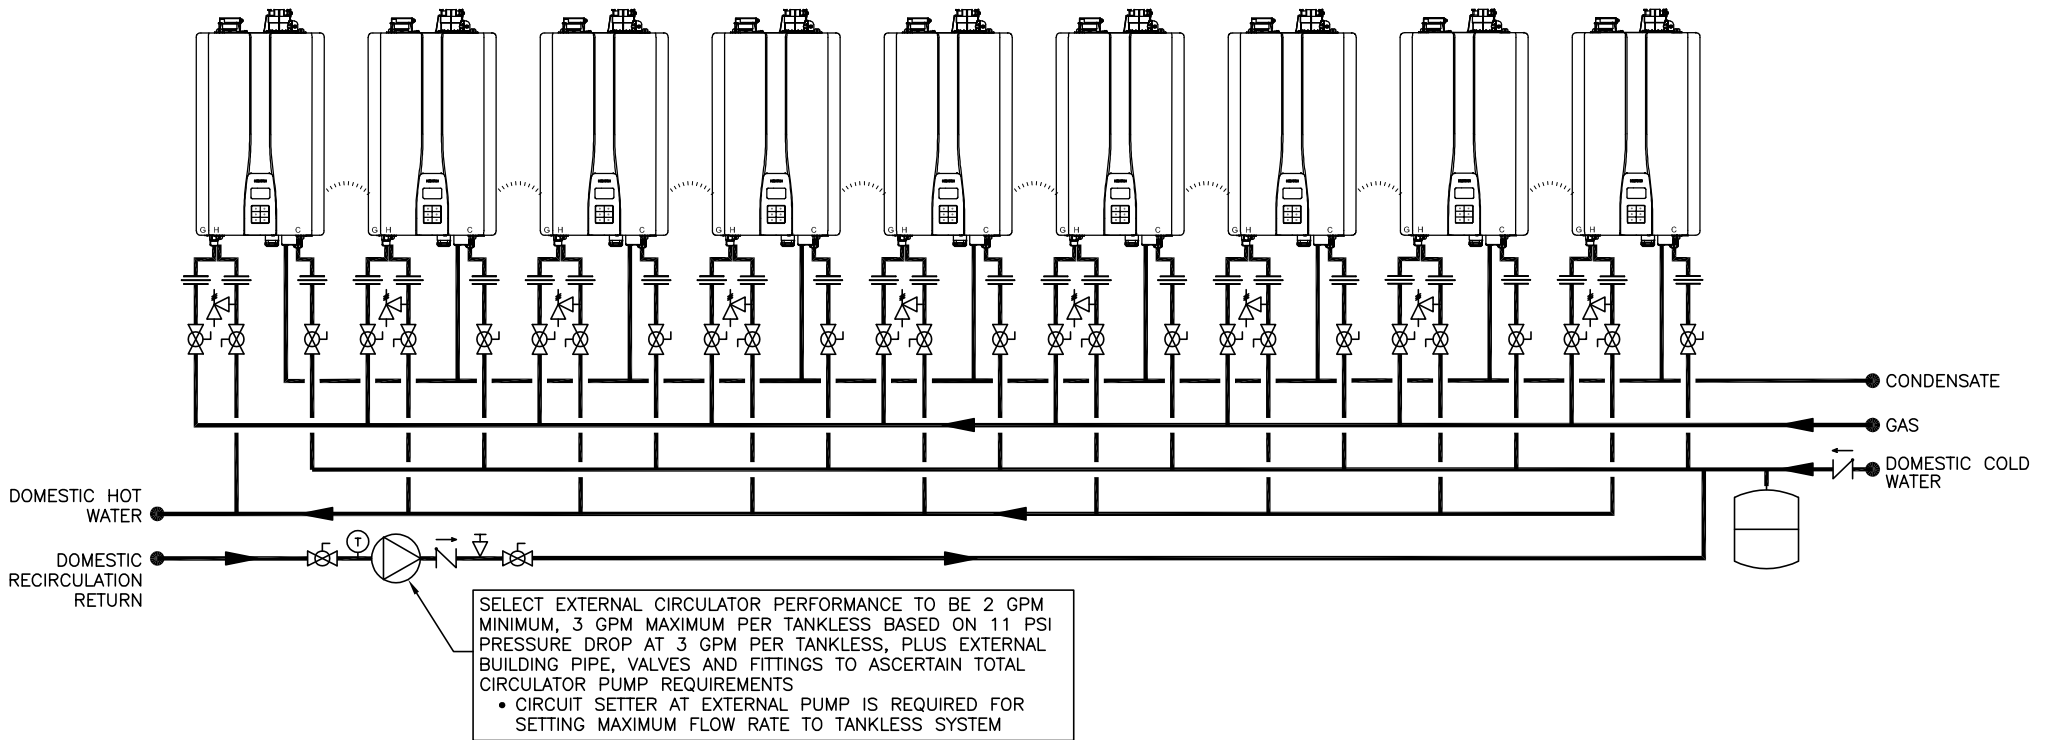 G H C
G H C
G H C
G H C
G H C
G H C
G H C
G H C
G H C
CONDENSATE
GAS
DOMESTIC COLD
WATER
DOMESTIC HOT
WATER
T
DOMESTIC
RECIRCULATION
RETURN
SELECT EXTERNAL CIRCULATOR PERFORMANCE TO BE 2 GPM
MINIMUM, 3 GPM MAXIMUM PER TANKLESS BASED ON 11 PSI
PRESSURE DROP AT 3 GPM PER TANKLESS, PLUS EXTERNAL
BUILDING PIPE, VALVES AND FITTINGS TO ASCERTAIN TOTAL
CIRCULATOR PUMP REQUIREMENTS
• CIRCUIT SETTER AT EXTERNAL PUMP IS REQUIRED FOR
SETTING MAXIMUM FLOW RATE TO TANKLESS SYSTEM